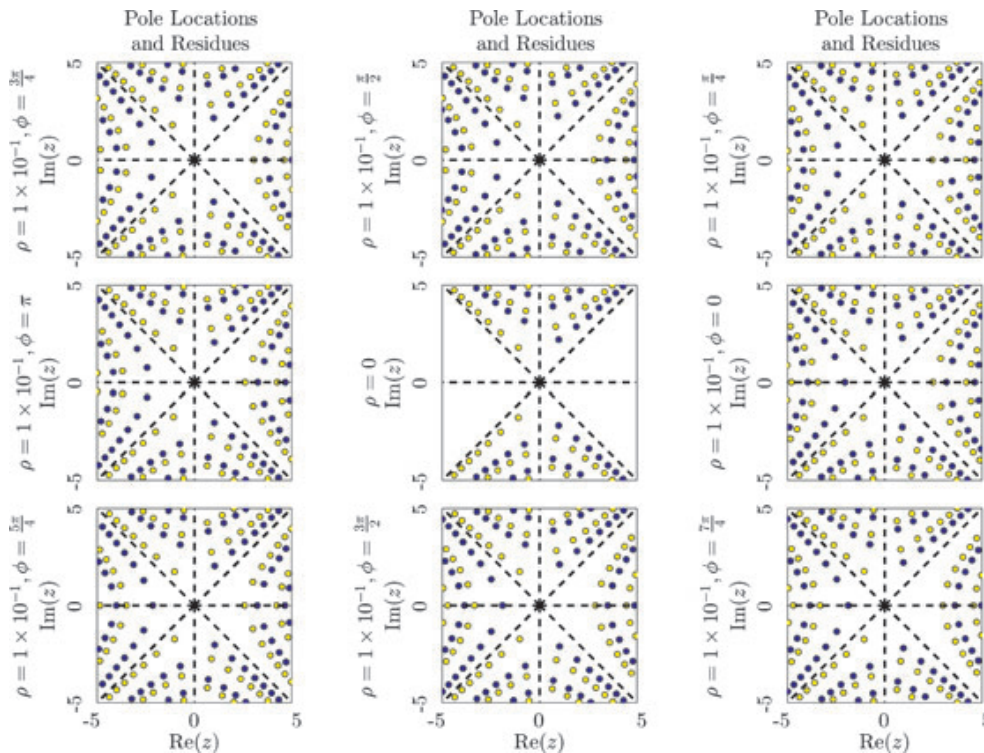 Pole Locations
and Residues
Pole Locations
and Residues
Pole Locations
and Residues
ρ = 1 × 10⁻¹, ϕ = 3π/4
Im(z)
5
0
-5
ρ = 1 × 10⁻¹, ϕ = π/2
Im(z)
5
0
-5
ρ = 1 × 10⁻¹, ϕ = π/4
Im(z)
5
0
-5
ρ = 1 × 10⁻¹, ϕ = π
Im(z)
5
0
-5
ρ = 0
Im(z)
5
0
-5
ρ = 1 × 10⁻¹, ϕ = 0
Im(z)
5
0
-5
ρ = 1 × 10⁻¹, ϕ = 5π/4
Im(z)
5
0
-5
ρ = 1 × 10⁻¹, ϕ = 3π/2
Im(z)
5
0
-5
ρ = 1 × 10⁻¹, ϕ = 7π/4
Im(z)
5
0
-5
-5 0 5
Re(z)
-5 0 5
Re(z)
-5 0 5
Re(z)